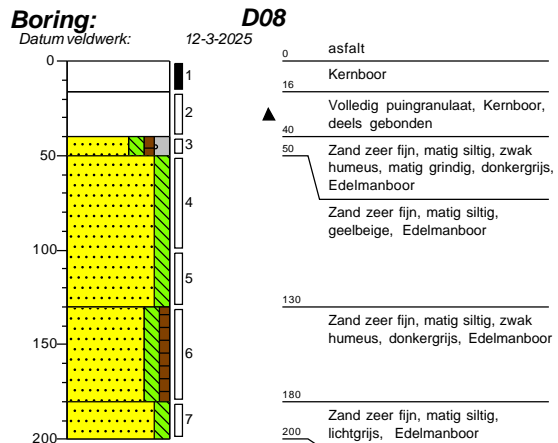 Boring: D08
Datum veldwerk: 12-3-2025
0
50
100
150
200
1
2
3
4
5
6
7
0 asfalt
Kernboor
16
Volledig puingranulaat, Kernboor,
deels gebonden
40
Zand zeer fijn, matig siltig, zwak
humeus, matig grindig, donkergrijs,
Edelmanboor
50
Zand zeer fijn, matig siltig,
geelbeige, Edelmanboor
130
Zand zeer fijn, matig siltig, zwak
humeus, donkergrijs, Edelmanboor
180
Zand zeer fijn, matig siltig,
lichtgrijs, Edelmanboor
200